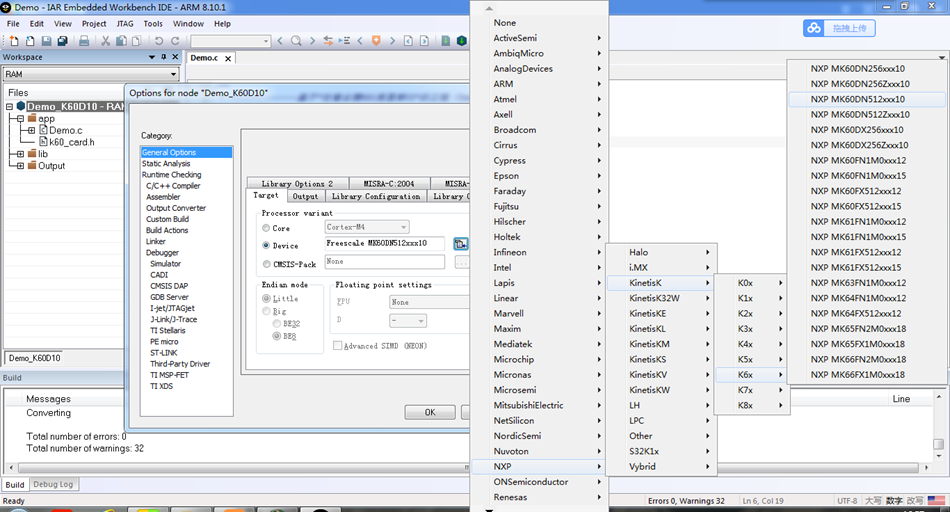 Demo - IAR Embedded Workbench IDE - ARM 8.10.1
File Edit View Project JTAG Tools Window Help
Workspace
Demo.c
RAM
Files
Demo_K60D10 - RAM
app
Demo.c
k60_card.h
lib
Output
Demo_K60D10
Options for node "Demo_K60D10"
Category:
General Options
Static Analysis
Runtime Checking
C/C++ Compiler
Assembler
Output Converter
Custom Build
Build Actions
Linker
Debugger
Simulator
CADI
CMSIS DAP
GDB Server
I-jet/JTAGjet
J-Link/J-Trace
TI Stellaris
PE micro
ST-LINK
Third-Party Driver
TI MSP-FET
TI XDS
Library Options 2 MISRA-C:2004 MISRA-
Target Output Library Configuration Library
Processor variant
Core Cortex-M4
Device Freescale MK60DN512xxx10
CMSIS-Pack None
Endian mode
Little
Big
BE32
BE8
Floating point settings
FPU None
D -
Advanced SIMD (NEON)
OK
None
ActiveSemi
AmbiqMicro
AnalogDevices
ARM
Atmel
Axell
Broadcom
Cirrus
Cypress
Epson
Faraday
Fujitsu
Hilscher
Holtek
Infineon
Intel
Lapis
Linear
Marvell
Maxim
Mediatek
Microchip
Micronas
Microsemi
MitsubishiElectric
NetSilicon
NordicSemi
Nuvoton
NXP
ONSemiconductor
Renesas
Halo
i.MX
KinetisK
KinetisK32W
KinetisKE
KinetisKL
KinetisKM
KinetisKS
KinetisKV
KinetisKW
LH
LPC
Other
S32K1x
Vybrid
K0x
K1x
K2x
K3x
K4x
K5x
K6x
K7x
K8x
拖拽上传
NXP MK60DN256xxx10
NXP MK60DN256Zxxx10
NXP MK60DN512xxx10
NXP MK60DN512Zxxx10
NXP MK60DX256xxx10
NXP MK60DX256Zxxx10
NXP MK60FN1M0xxx12
NXP MK60FN1M0xxx15
NXP MK60FX512xxx12
NXP MK60FX512xxx15
NXP MK61FN1M0xxx12
NXP MK61FN1M0xxx15
NXP MK61FX512xxx12
NXP MK61FX512xxx15
NXP MK63FN1M0xxx12
NXP MK64FN1M0xxx12
NXP MK64FX512xxx12
NXP MK65FN2M0xxx18
NXP MK65FX1M0xxx18
NXP MK66FN2M0xxx18
NXP MK66FX1M0xxx18
Build
Messages Line
Converting
Total number of errors: 0
Total number of warnings: 32
Build Debug Log
Ready Errors 0, Warnings 32 Ln 6, Col 19 UTF-8 大写 数字 改写